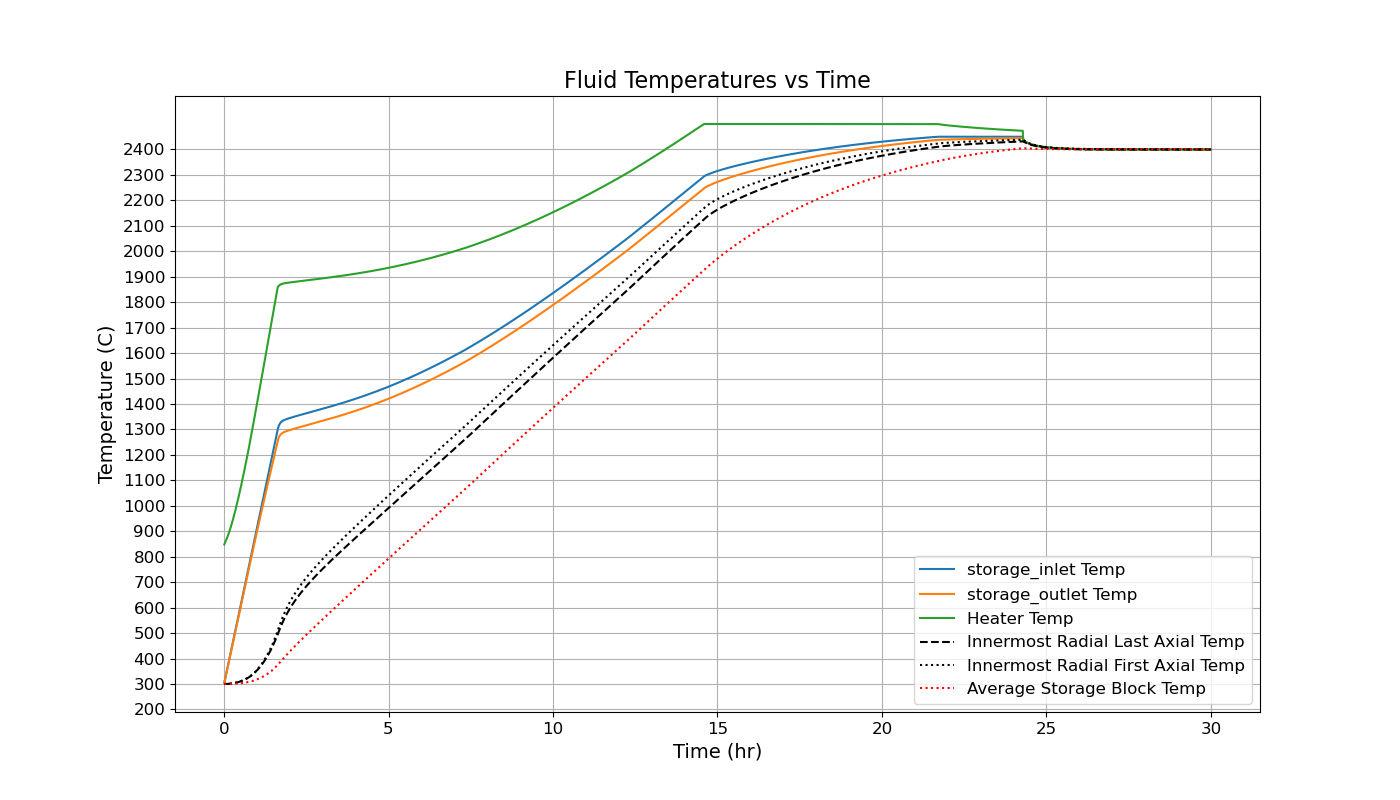 Fluid Temperatures vs Time
Temperature (C)
2400
2300
2200
2100
2000
1900
1800
1700
1600
1500
1400
1300
1200
1100
1000
900
800
700
600
500
400
300
200
storage_inlet Temp
storage_outlet Temp
Heater Temp
Innermost Radial Last Axial Temp
Innermost Radial First Axial Temp
Average Storage Block Temp
0 5 10 15 20 25 30
Time (hr)